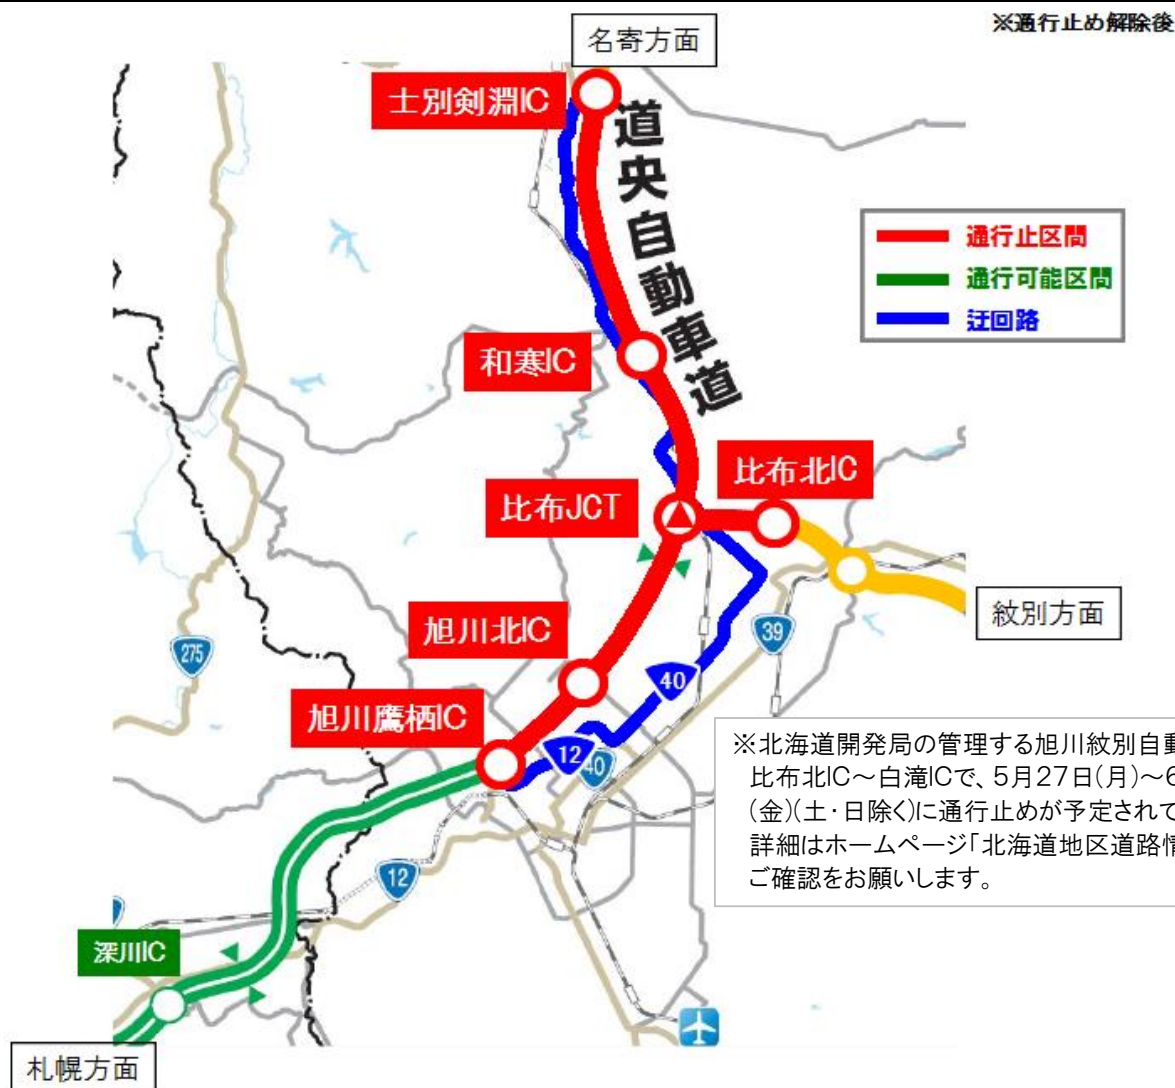 ※通行止め解除後
名寄方面
士別剣淵IC
道央自動車道
通行止区間
通行可能区間
迂回路
和寒IC
比布北IC
比布JCT
紋別方面
旭川北IC
39
275
40
旭川鷹栖IC
12
40
※北海道開発局の管理する旭川紋別自動
比布北IC～白滝ICで、5月27日(月)～6
(金)(土・日除く)に通行止めが予定されて
詳細はホームページ「北海道地区道路情
ご確認をお願いします。
12
深川IC
札幌方面